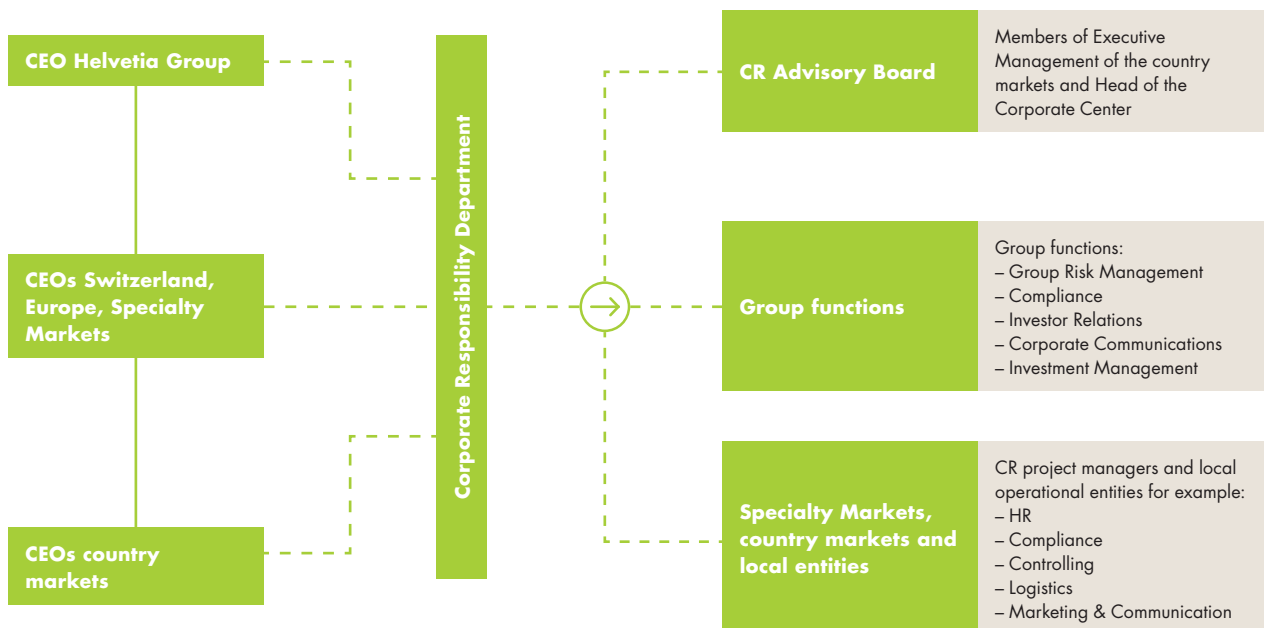 CEO Helvetia Group
CEOs Switzerland,
Europe, Specialty
Markets
CEOs country
markets
Corporate Responsibility Department
CR Advisory Board
Members of Executive
Management of the country
markets and Head of the
Corporate Center
Group functions
Group functions:
– Group Risk Management
– Compliance
– Investor Relations
– Corporate Communications
– Investment Management
Specialty Markets,
country markets and
local entities
CR project managers and local
operational entities for example:
– HR
– Compliance
– Controlling
– Logistics
– Marketing & Communication